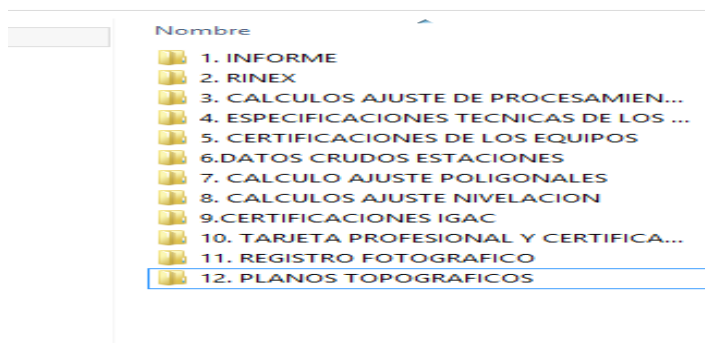 Nombre
1. INFORME
2. RINEX
3. CALCULOS AJUSTE DE PROCESAMIEN...
4. ESPECIFICACIONES TECNICAS DE LOS ...
5. CERTIFICACIONES DE LOS EQUIPOS
6.DATOS CRUDOS ESTACIONES
7. CALCULO AJUSTE POLIGONALES
8. CALCULOS AJUSTE NIVELACION
9.CERTIFICACIONES IGAC
10. TARJETA PROFESIONAL Y CERTIFICA...
11. REGISTRO FOTOGRAFICO
12. PLANOS TOPOGRAFICOS